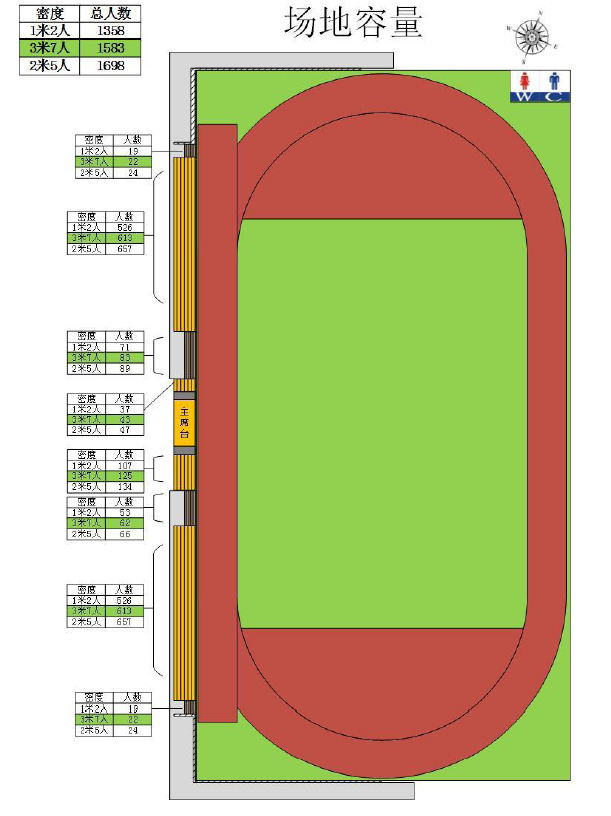 场地容量
密度 总人数
1米2人 1358
3米7人 1583
2米5人 1698
N
W
E
S
W C
密度 人数
1米2人 19
3米7人 22
2米5人 24
密度 人数
1米2人 526
3米7人 613
2米5人 657
密度 人数
1米2人 71
3米7人 83
2米5人 89
密度 人数
1米2人 37
3米7人 43
2米5人 47
主席台
密度 人数
1米2人 107
3米7人 125
2米5人 134
密度 人数
1米2人 53
3米7人 62
2米5人 66
密度 人数
1米2人 526
3米7人 613
2米5人 657
密度 人数
1米2人 19
3米7人 22
2米5人 24